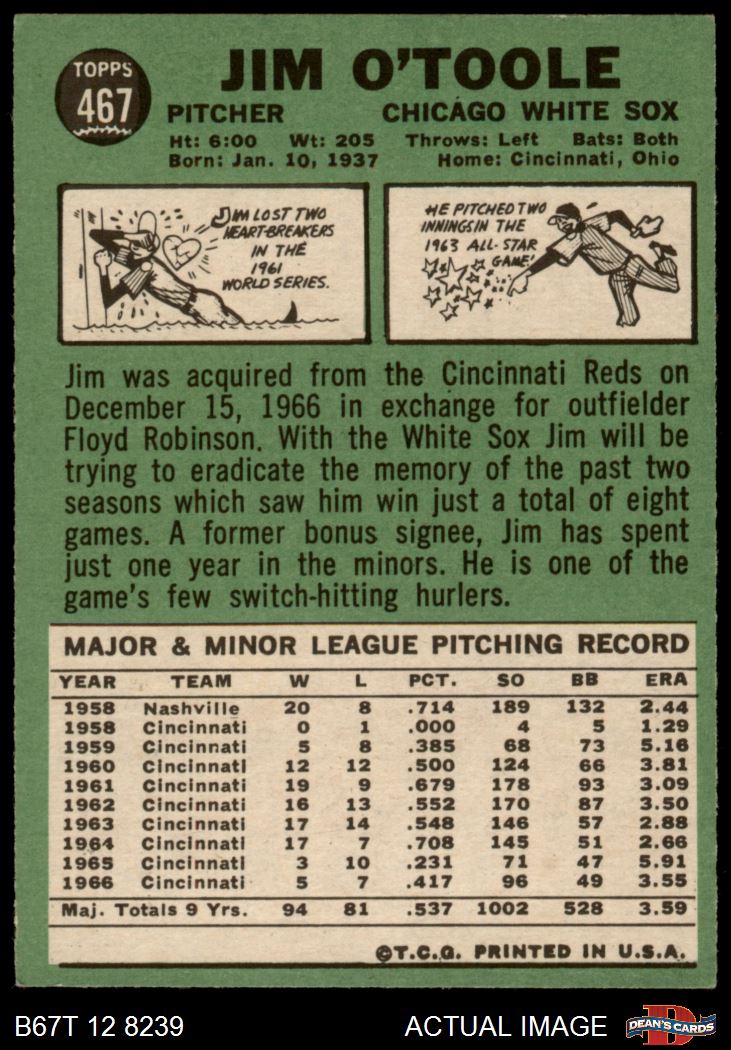 TOPPS
467
JIM O'TOOLE
PITCHER CHICAGO WHITE SOX
Ht: 6:00 Wt: 205 Throws: Left Bats: Both
Born: Jan. 10, 1937 Home: Cincinnati, Ohio
JIM LOST TWO
HEART-BREAKERS
IN THE
1961
WORLD SERIES.
HE PITCHED TWO
INNINGS IN THE
1963 ALL-STAR
GAME!
Jim was acquired from the Cincinnati Reds on
December 15, 1966 in exchange for outfielder
Floyd Robinson. With the White Sox Jim will be
trying to eradicate the memory of the past two
seasons which saw him win just a total of eight
games. A former bonus signee, Jim has spent
just one year in the minors. He is one of the
game's few switch-hitting hurlers.
MAJOR & MINOR LEAGUE PITCHING RECORD
YEAR TEAM W L PCT. SO BB ERA
1958 Nashville 20 8 .714 189 132 2.44
1958 Cincinnati 0 1 .000 4 5 1.29
1959 Cincinnati 5 8 .385 68 73 5.16
1960 Cincinnati 12 12 .500 124 66 3.81
1961 Cincinnati 19 9 .679 178 93 3.09
1962 Cincinnati 16 13 .552 170 87 3.50
1963 Cincinnati 17 14 .548 146 57 2.88
1964 Cincinnati 17 7 .708 145 51 2.66
1965 Cincinnati 3 10 .231 71 47 5.91
1966 Cincinnati 5 7 .417 96 49 3.55
Maj. Totals 9 Yrs. 94 81 .537 1002 528 3.59
©T.C.G. PRINTED IN U.S.A.
B67T 12 8239 ACTUAL IMAGE D DEAN'S CARDS